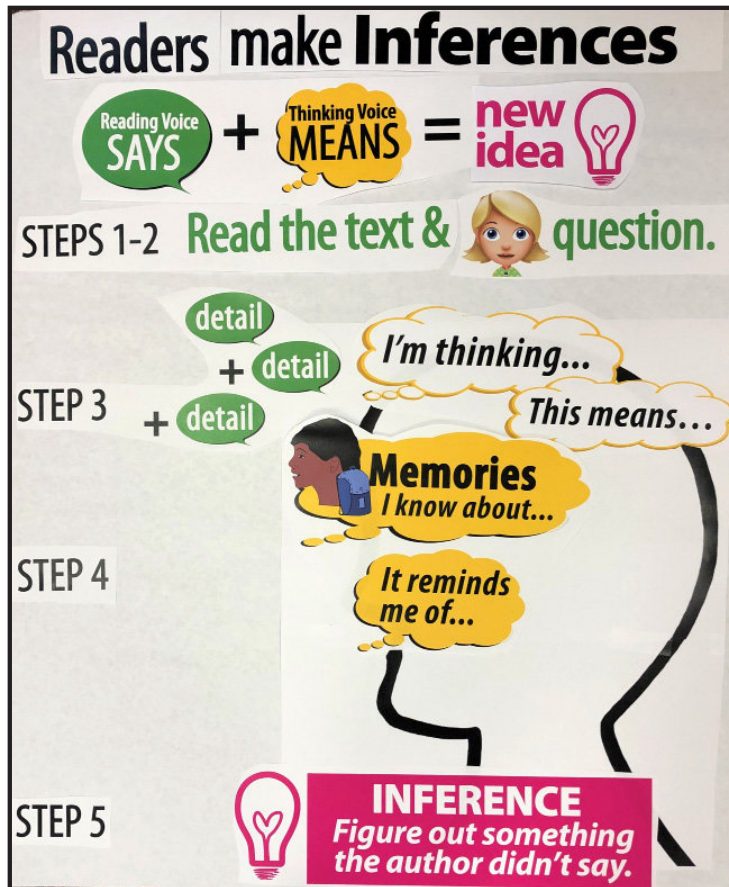 Readers make Inferences
Reading Voice
SAYS
+
Thinking Voice
MEANS
=
new
idea
STEPS 1-2 Read the text & question.
detail
+ detail
STEP 3 + detail
I'm thinking...
This means...
Memories
I know about...
STEP 4
It reminds
me of...
STEP 5
INFERENCE
Figure out something
the author didn't say.